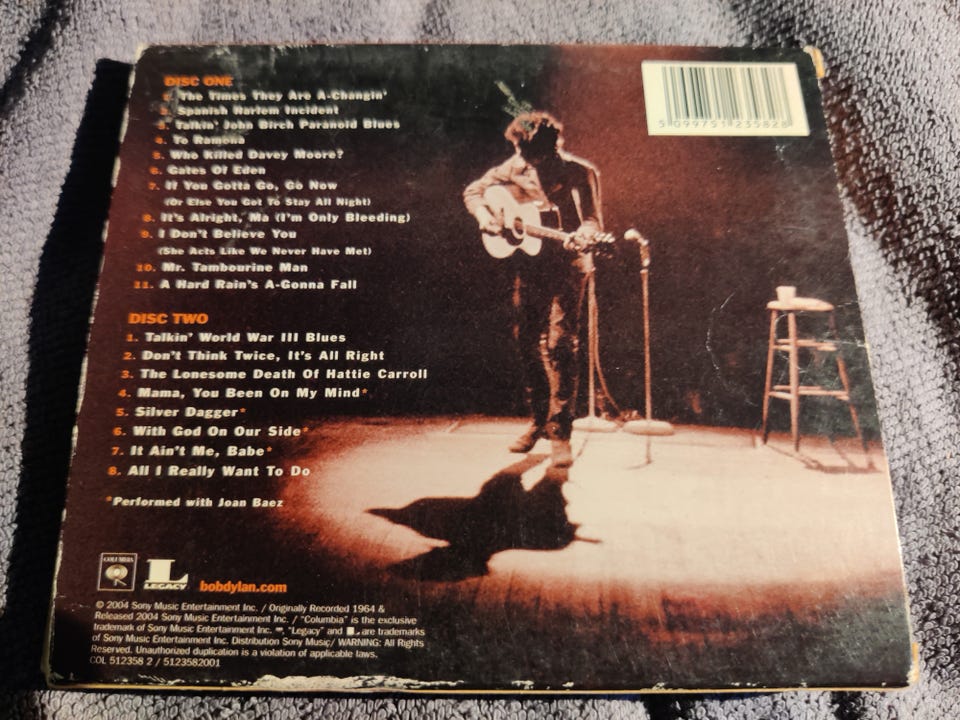 DISC ONE
1. The Times They Are A-Changin'
2. Spanish Harlem Incident
3. Talkin' John Birch Paranoid Blues
4. To Ramona
5. Who Killed Davey Moore?
6. Gates Of Eden
7. If You Gotta Go, Go Now
(Or Else You Got To Stay All Night)
8. It's Alright, Ma (I'm Only Bleeding)
9. I Don't Believe You
(She Acts Like We Never Have Met)
10. Mr. Tambourine Man
11. A Hard Rain's A-Gonna Fall
DISC TWO
1. Talkin' World War III Blues
2. Don't Think Twice, It's All Right
3. The Lonesome Death Of Hattie Carroll
4. Mama, You Been On My Mind*
5. Silver Dagger*
6. With God On Our Side*
7. It Ain't Me, Babe*
8. All I Really Want To Do
*Performed with Joan Baez
5 099751 235828
COLUMBIA
L
LEGACY
bobdylan.com
© 2004 Sony Music Entertainment Inc. / Originally Recorded 1964 &
Released 2004 Sony Music Entertainment Inc. / "Columbia" is the exclusive
trademark of Sony Music Entertainment Inc. "Legacy" and L are trademarks
of Sony Music Entertainment Inc. Distribution Sony Music/ WARNING: All Rights
Reserved. Unauthorized duplication is a violation of applicable laws.
COL 512358 2 / 5123582001